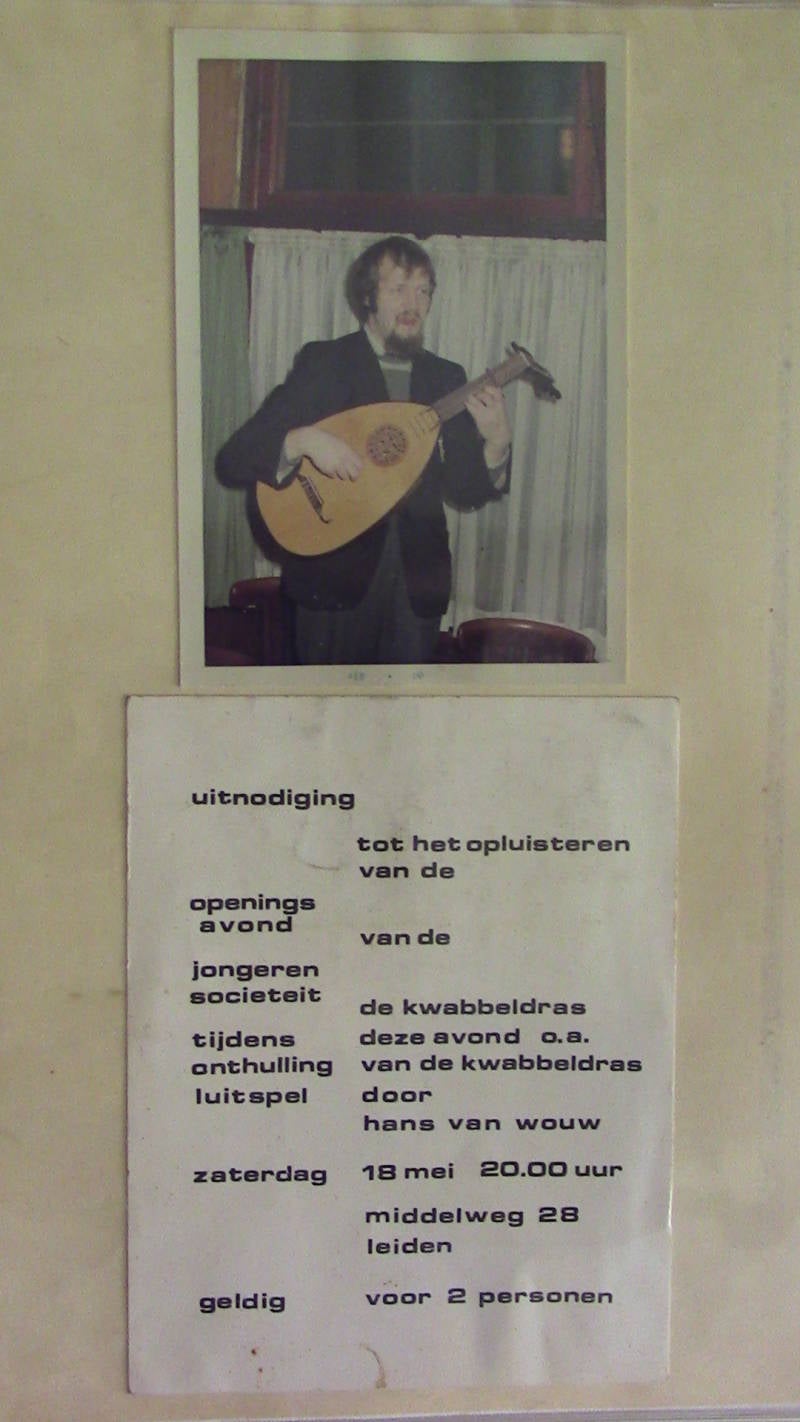 uitnodiging
tot het opluisteren
van de
openings
avond
van de
jongeren
societeit
de kwabbeldras
tijdens deze avond o.a.
onthulling van de kwabbeldras
luitspel door
hans van wouw
zaterdag 18 mei 20.00 uur
middelweg 28
leiden
geldig voor 2 personen